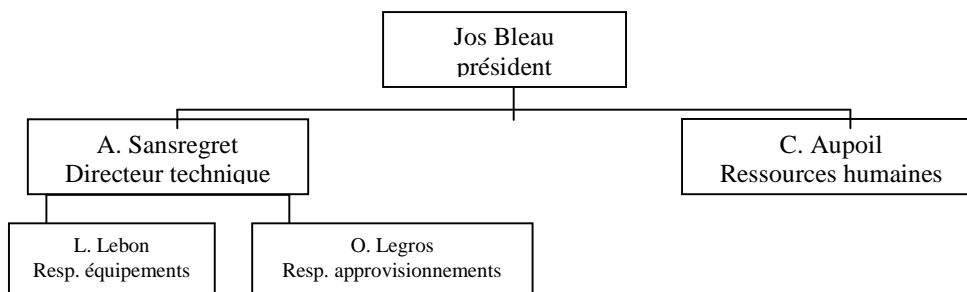 Jos Bleau
président
A. Sansregret
Directeur technique
C. Aupoil
Ressources humaines
L. Lebon
Resp. équipements
O. Legros
Resp. approvisionnements